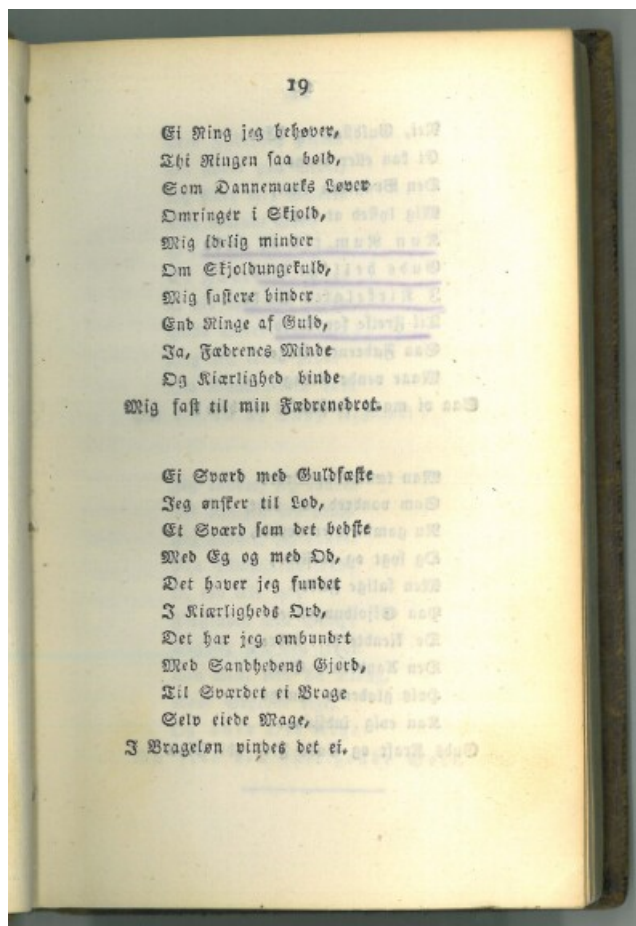 19
Ei Ring jeg behøver,
Thi Ringen saa bold,
Som Dannemarks Løver
Omringer i Skjold,
Mig idelig minder
Om Skjoldungekuld,
Mig fastere binder
End Ringe af Guld,
Ja, Fædrenes Minde
Og Kiærlighed binde
Mig fast til min Fædrenedrot.
Ei Sværd med Guldfæste
Jeg ønsker til Lod,
Et Sværd som det bedste
Med Eg og med Od,
Det haver jeg fundet
I Kiærligheds Ord,
Det har jeg ombundet
Med Sandhedens Gjord,
Til Sværdet ei Brage
Selv eiede Mage,
I Brageløn vindes det ei.